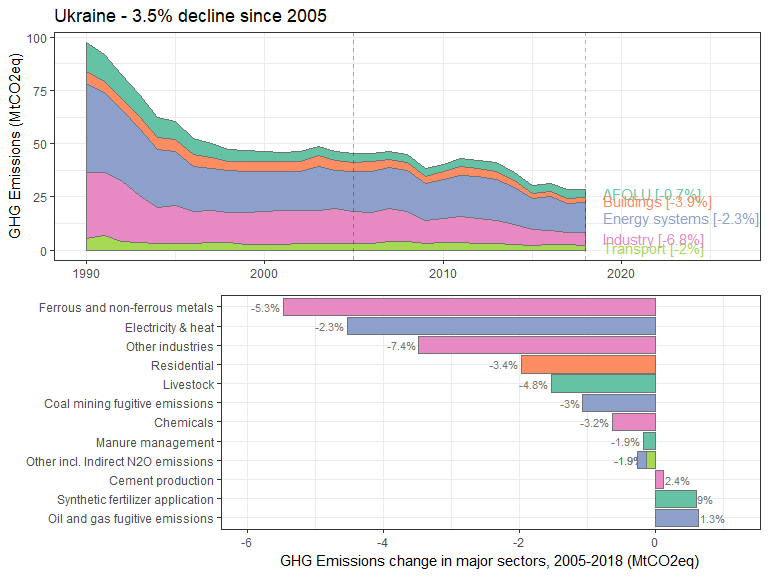 Ukraine - 3.5% decline since 2005
GHG Emissions (MtCO2eq)
100
75
50
25
0
AFOLU [-0.7%]
Buildings [-3.9%]
Energy systems [-2.3%]
Industry [-6.8%]
Transport [-2%]
1990
2000
2010
2020
Ferrous and non-ferrous metals
-5.3%
Electricity & heat
-2.3%
Other industries
-7.4%
Residential
-3.4%
Livestock
-4.8%
Coal mining fugitive emissions
-3%
Chemicals
-3.2%
Manure management
-1.9%
Other incl. Indirect N2O emissions
-1.9%
Cement production
2.4%
Synthetic fertilizer application
9%
Oil and gas fugitive emissions
1.3%
-6
-4
-2
0
GHG Emissions change in major sectors, 2005-2018 (MtCO2eq)